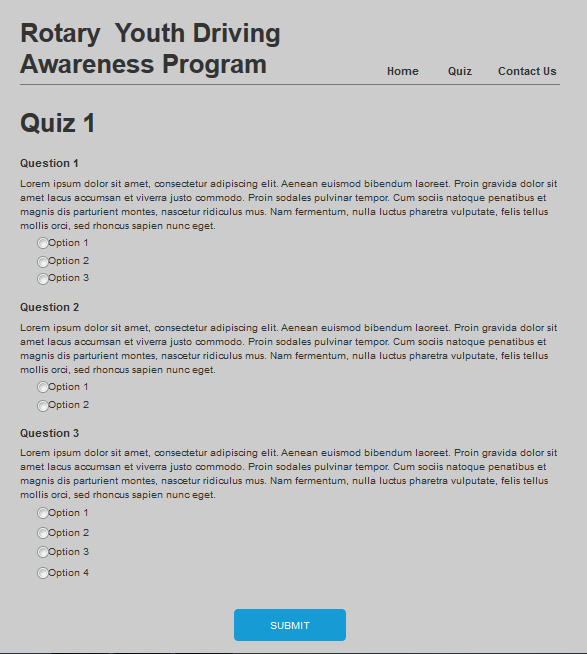 Rotary  Youth Driving
Awareness Program
Home Quiz Contact Us
Quiz 1
Question 1
Lorem ipsum dolor sit amet, consectetur adipiscing elit. Aenean euismod bibendum laoreet. Proin gravida dolor sit
amet lacus accumsan et viverra justo commodo. Proin sodales pulvinar tempor. Cum sociis natoque penatibus et
magnis dis parturient montes, nascetur ridiculus mus. Nam fermentum, nulla luctus pharetra vulputate, felis tellus
mollis orci, sed rhoncus sapien nunc eget.
Option 1
Option 2
Option 3
Question 2
Lorem ipsum dolor sit amet, consectetur adipiscing elit. Aenean euismod bibendum laoreet. Proin gravida dolor sit
amet lacus accumsan et viverra justo commodo. Proin sodales pulvinar tempor. Cum sociis natoque penatibus et
magnis dis parturient montes, nascetur ridiculus mus. Nam fermentum, nulla luctus pharetra vulputate, felis tellus
mollis orci, sed rhoncus sapien nunc eget.
Option 1
Option 2
Question 3
Lorem ipsum dolor sit amet, consectetur adipiscing elit. Aenean euismod bibendum laoreet. Proin gravida dolor sit
amet lacus accumsan et viverra justo commodo. Proin sodales pulvinar tempor. Cum sociis natoque penatibus et
magnis dis parturient montes, nascetur ridiculus mus. Nam fermentum, nulla luctus pharetra vulputate, felis tellus
mollis orci, sed rhoncus sapien nunc eget.
Option 1
Option 2
Option 3
Option 4
SUBMIT